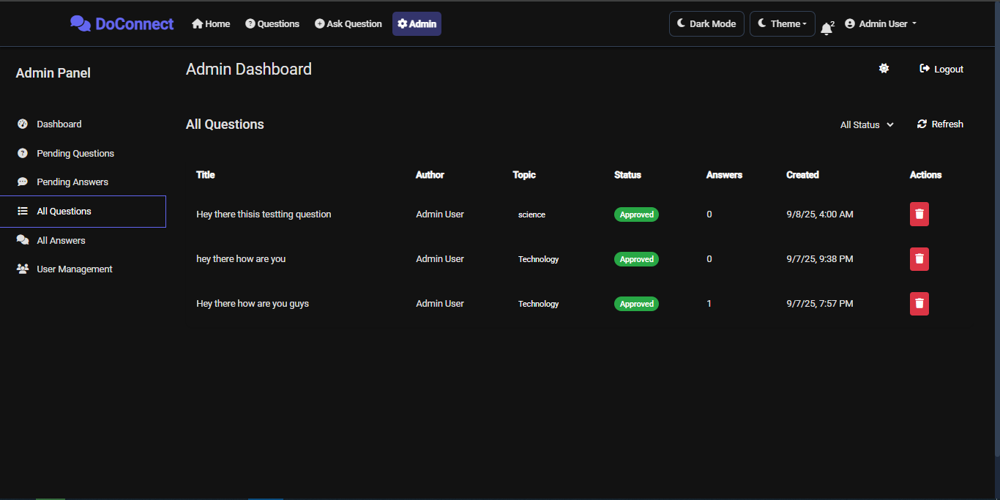 DoConnect Home Questions Ask Question Admin Dark Mode Theme 2 Admin User
Admin Panel
Admin Dashboard Logout
Dashboard
Pending Questions
Pending Answers
All Questions
All Answers
User Management
All Questions All Status Refresh
Title Author Topic Status Answers Created Actions
Hey there thisis testting question Admin User science Approved 0 9/8/25, 4:00 AM
hey there how are you Admin User Technology Approved 0 9/7/25, 9:38 PM
Hey there how are you guys Admin User Technology Approved 1 9/7/25, 7:57 PM